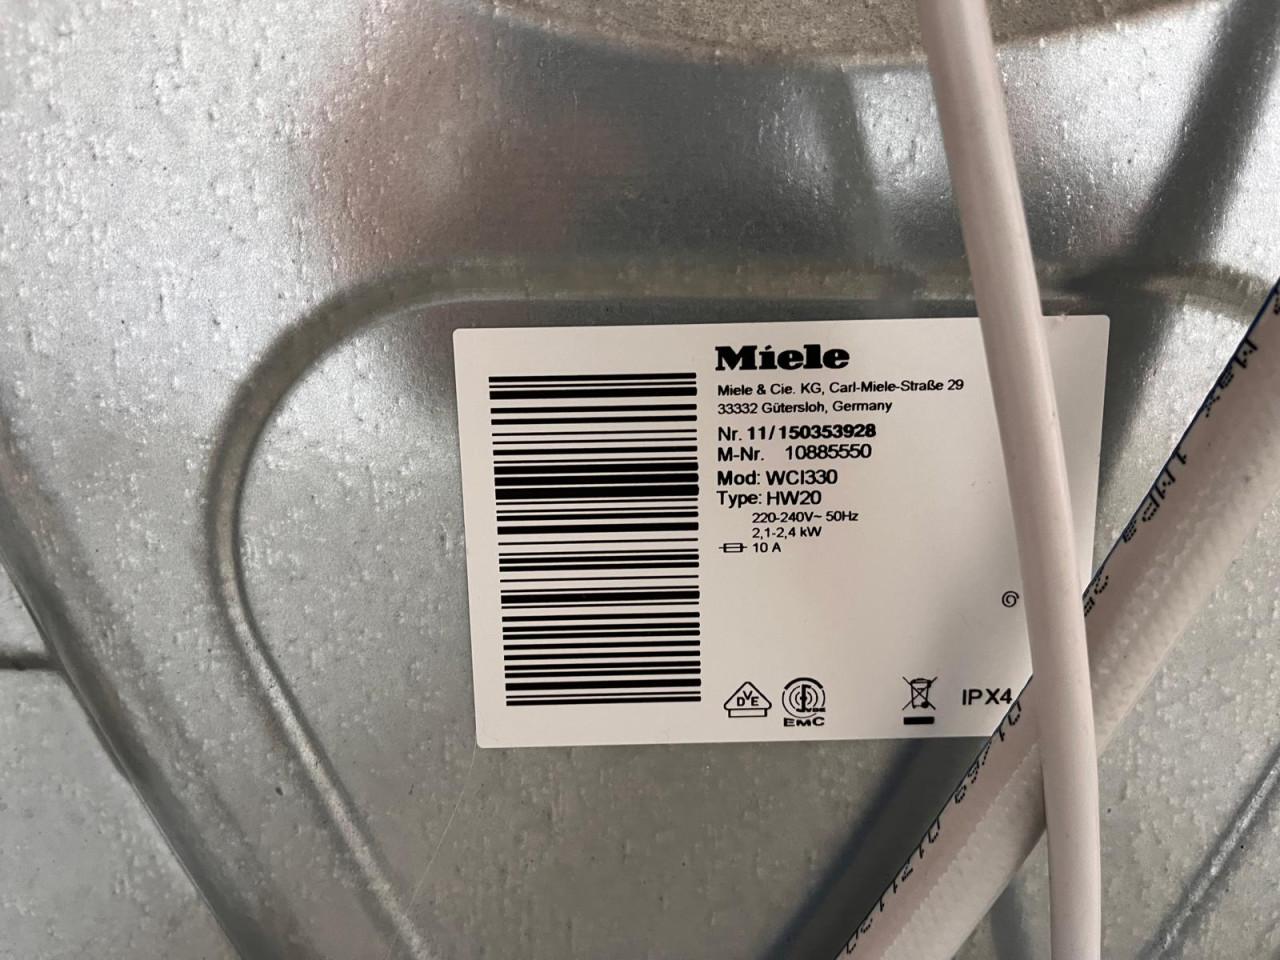 Miele
Miele & Cie. KG, Carl-Miele-Straße 29
33332 Gütersloh, Germany
Nr. 11/150353928
M-Nr. 10885550
Mod: WCI330
Type: HW20
220-240V~ 50Hz
2,1-2,4 kW
10 A
DVE
EMC
IPX4